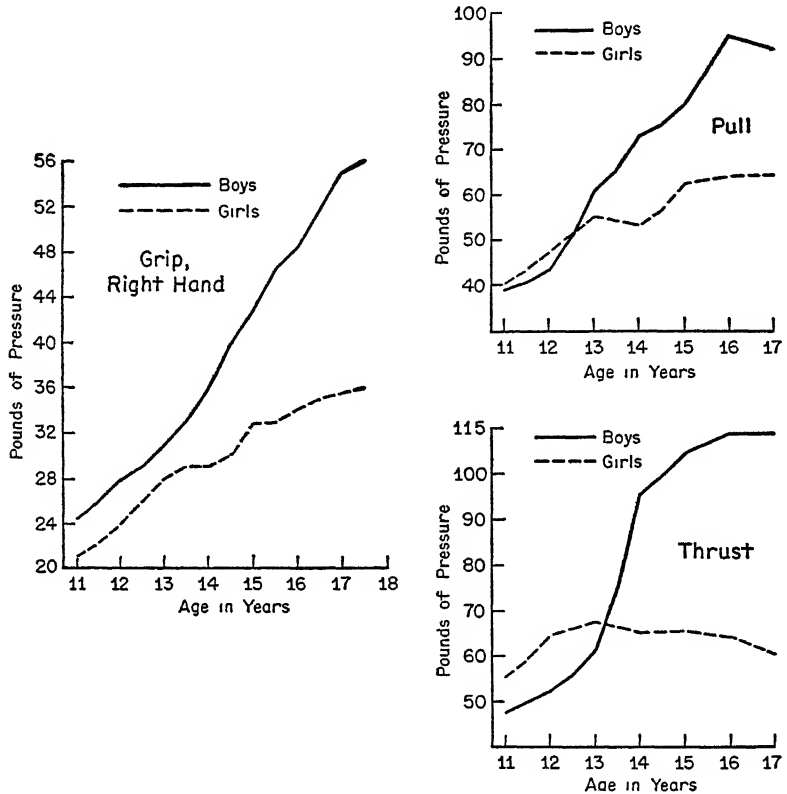 Boys
Girls
Grip,
Right Hand
Pounds of Pressure
56
52
48
44
40
36
32
28
24
20
11 12 13 14 15 16 17 18
Age in Years
Boys
Girls
Pull
Pounds of Pressure
100
90
80
70
60
50
40
11 12 13 14 15 16 17
Age in Years
Boys
Girls
Thrust
Pounds of Pressure
115
100
90
80
70
60
50
11 12 13 14 15 16 17
Age in Years